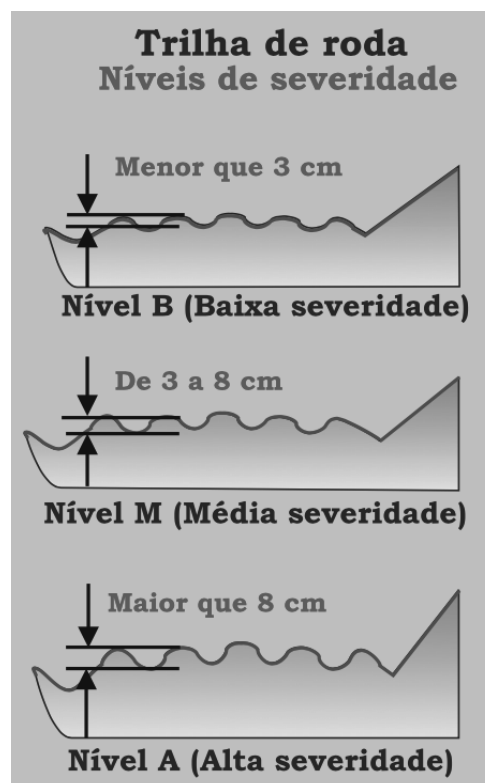 Trilha de roda
Níveis de severidade
Menor que 3 cm
Nível B (Baixa severidade)
De 3 a 8 cm
Nível M (Média severidade)
Maior que 8 cm
Nível A (Alta severidade)